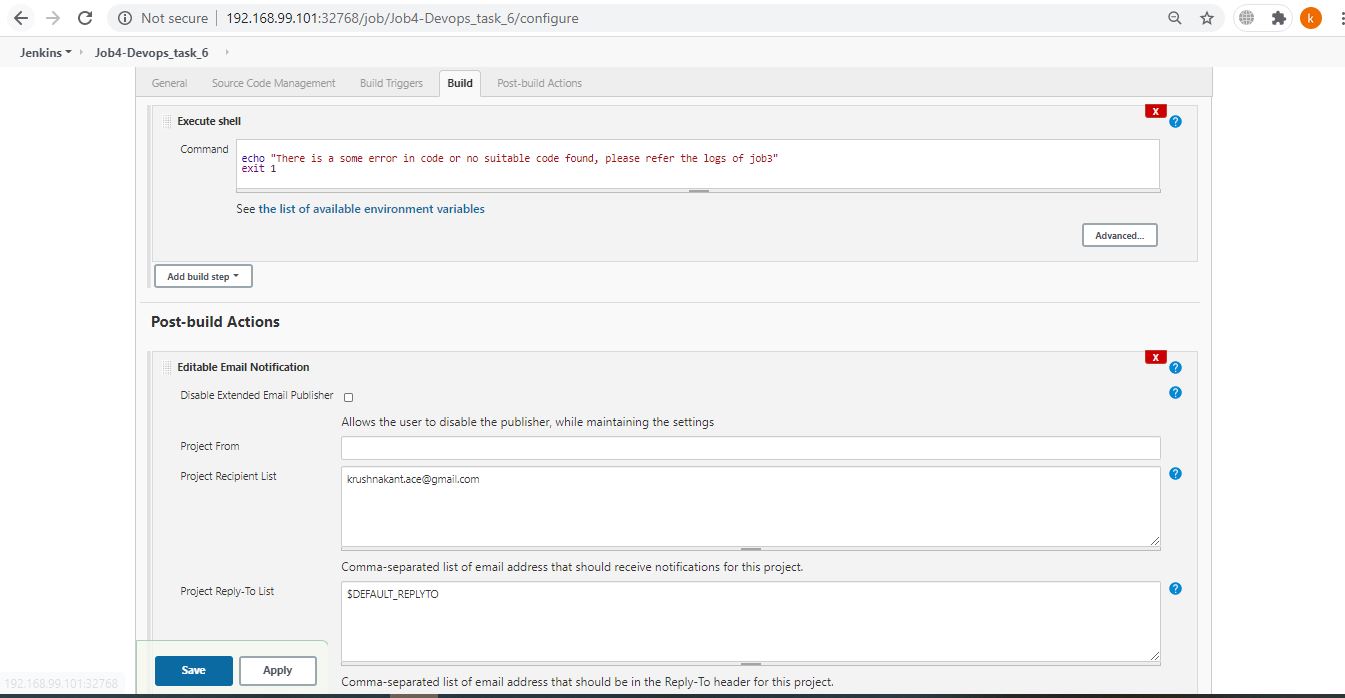 Not secure | 192.168.99.101:32768/job/Job4-Devops_task_6/configure
k
Jenkins Job4-Devops_task_6
General Source Code Management Build Triggers Build Post-build Actions
X
Execute shell ?
Command
echo "There is a some error in code or no suitable code found, please refer the logs of job3"
exit 1
See the list of available environment variables
Advanced...
Add build step
Post-build Actions
X
Editable Email Notification ?
Disable Extended Email Publisher ?
Allows the user to disable the publisher, while maintaining the settings
Project From
Project Recipient List krushnakant.ace@gmail.com ?
Comma-separated list of email address that should receive notifications for this project.
Project Reply-To List $DEFAULT_REPLYTO ?
Save Apply
Comma-separated list of email address that should be in the Reply-To header for this project.
192.168.99.101:32768